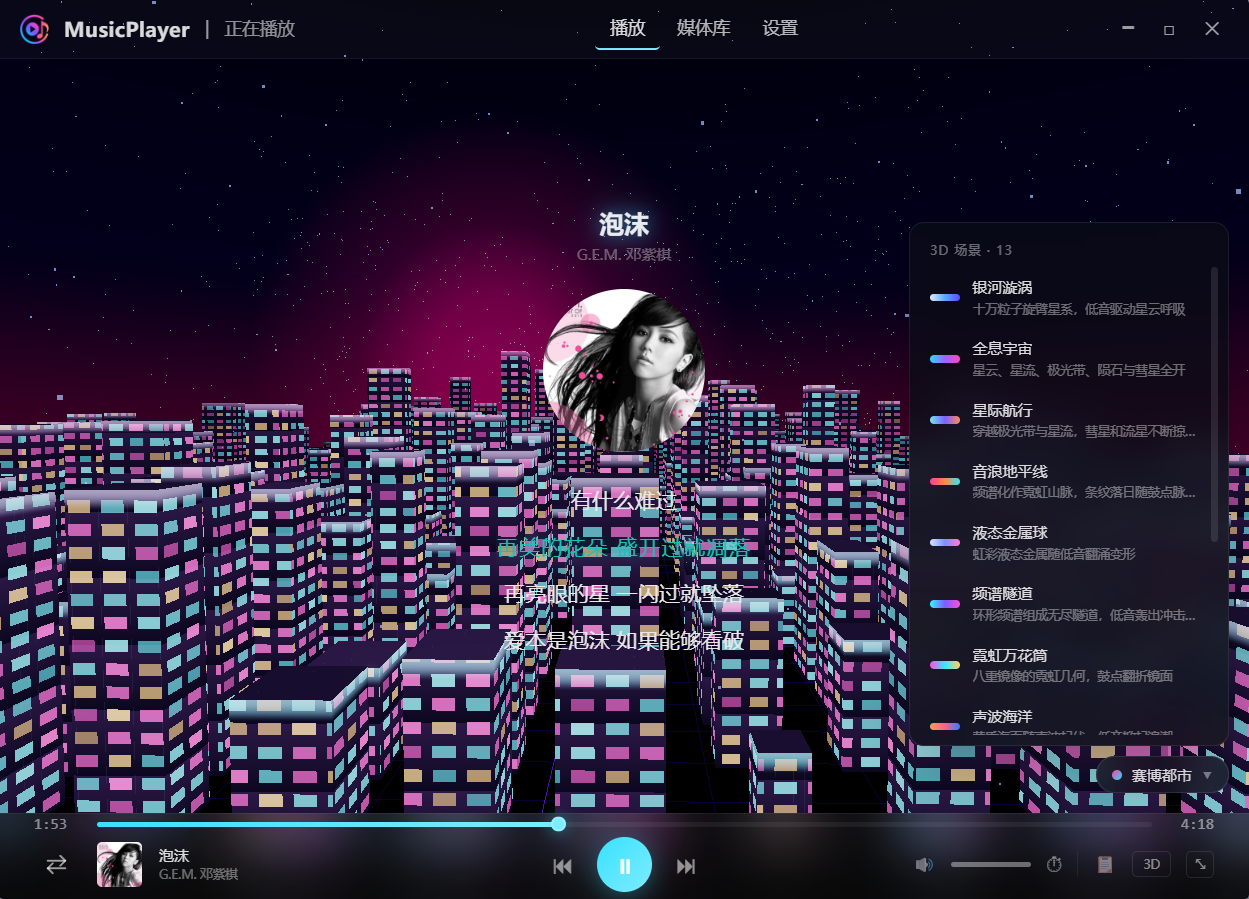 MusicPlayer | 正在播放
播放 媒体库 设置
泡沫
G.E.M. 邓紫棋
有什么难过
再美的花朵 盛开过就凋落
再亮眼的星 一闪过就坠落
爱本是泡沫 如果能够看破
3D 场景 · 13
银河漩涡
十万粒子旋臂星系，低音驱动星云呼吸
全息宇宙
星云、星流、极光带、陨石与彗星全开
星际航行
穿越极光带与星流，彗星和流星不断掠...
音浪地平线
频谱化作霓虹山脉，条纹落日随鼓点脉...
液态金属球
虹彩液态金属随低音翻涌变形
频谱隧道
环形频谱组成无尽隧道，低音轰出冲击...
霓虹万花筒
八重镜像的霓虹几何，鼓点翻折镜面
声波海洋
赛博都市
1:53
4:18
泡沫
G.E.M. 邓紫棋
3D